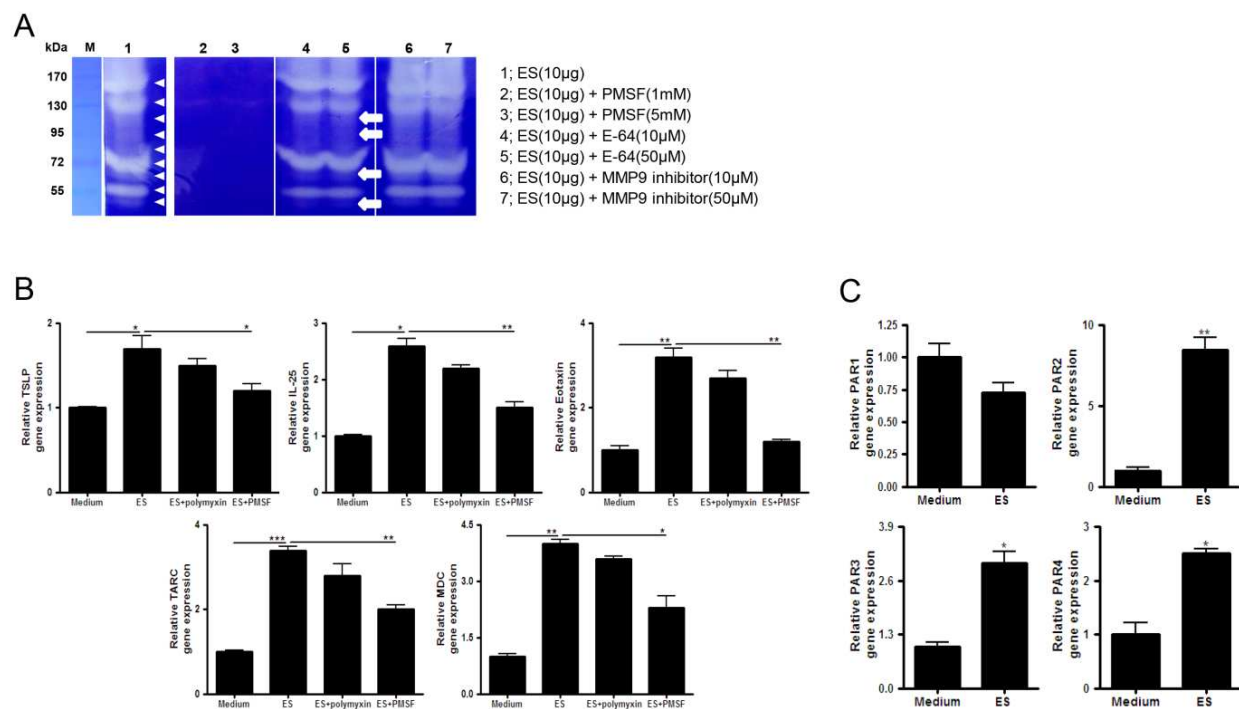 A
kDa M 1 2 3 4 5 6 7
170
130
95
72
55
1; ES(10μg)
2; ES(10μg) + PMSF(1mM)
3; ES(10μg) + PMSF(5mM)
4; ES(10μg) + E-64(10μM)
5; ES(10μg) + E-64(50μM)
6; ES(10μg) + MMP9 inhibitor(10μM)
7; ES(10μg) + MMP9 inhibitor(50μM)
B
Relative TSLP
gene expression
2
1
0
* *
Medium ES ES+polymyxin ES+PMSF
Relative IL-25
gene expression
3
2
1
0
* **
Medium ES ES+polymyxin ES+PMSF
Relative Eotaxin
gene expression
4
2
0
** **
Medium ES ES+polymyxin ES+PMSF
Relative TARC
gene expression
4
2
0
*** **
Medium ES ES+polymyxin ES+PMSF
Relative MDC
gene expression
4.5
3.0
1.5
0.0
** *
Medium ES ES+polymyxin ES+PMSF
C
Relative PAR1
gene expression
1.25
1.00
0.75
0.50
0.25
0.00
Medium ES
Relative PAR2
gene expression
10
5
0
**
Medium ES
Relative PAR3
gene expression
3.9
2.6
1.3
0.0
*
Medium ES
Relative PAR4
gene expression
3
2
1
0
*
Medium ES